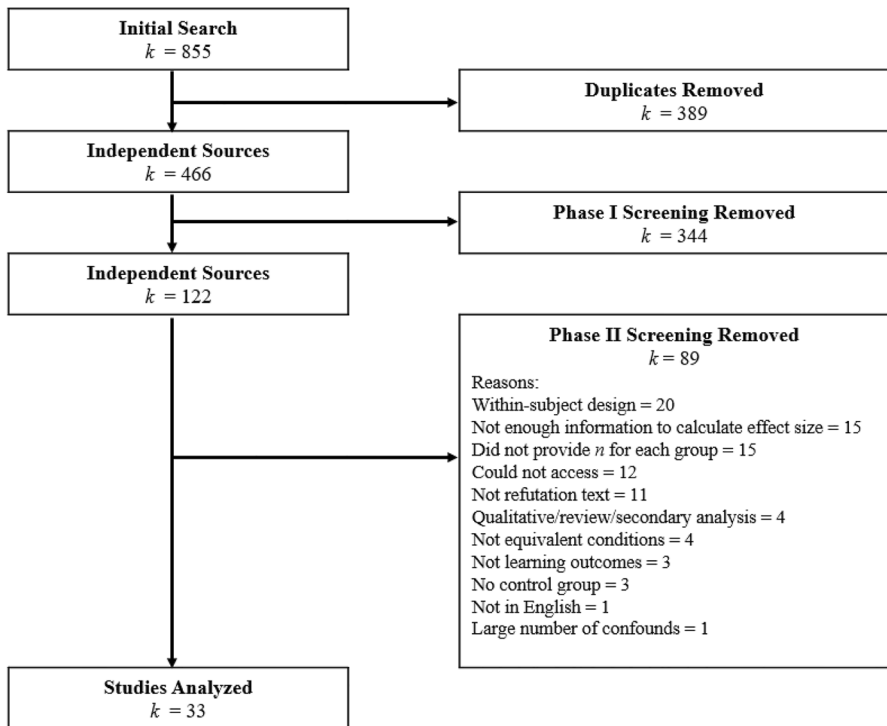 Initial Search
k = 855
Duplicates Removed
k = 389
Independent Sources
k = 466
Phase I Screening Removed
k = 344
Independent Sources
k = 122
Phase II Screening Removed
k = 89
Reasons:
Within-subject design = 20
Not enough information to calculate effect size = 15
Did not provide n for each group = 15
Could not access = 12
Not refutation text = 11
Qualitative/review/secondary analysis = 4
Not equivalent conditions = 4
Not learning outcomes = 3
No control group = 3
Not in English = 1
Large number of confounds = 1
Studies Analyzed
k = 33